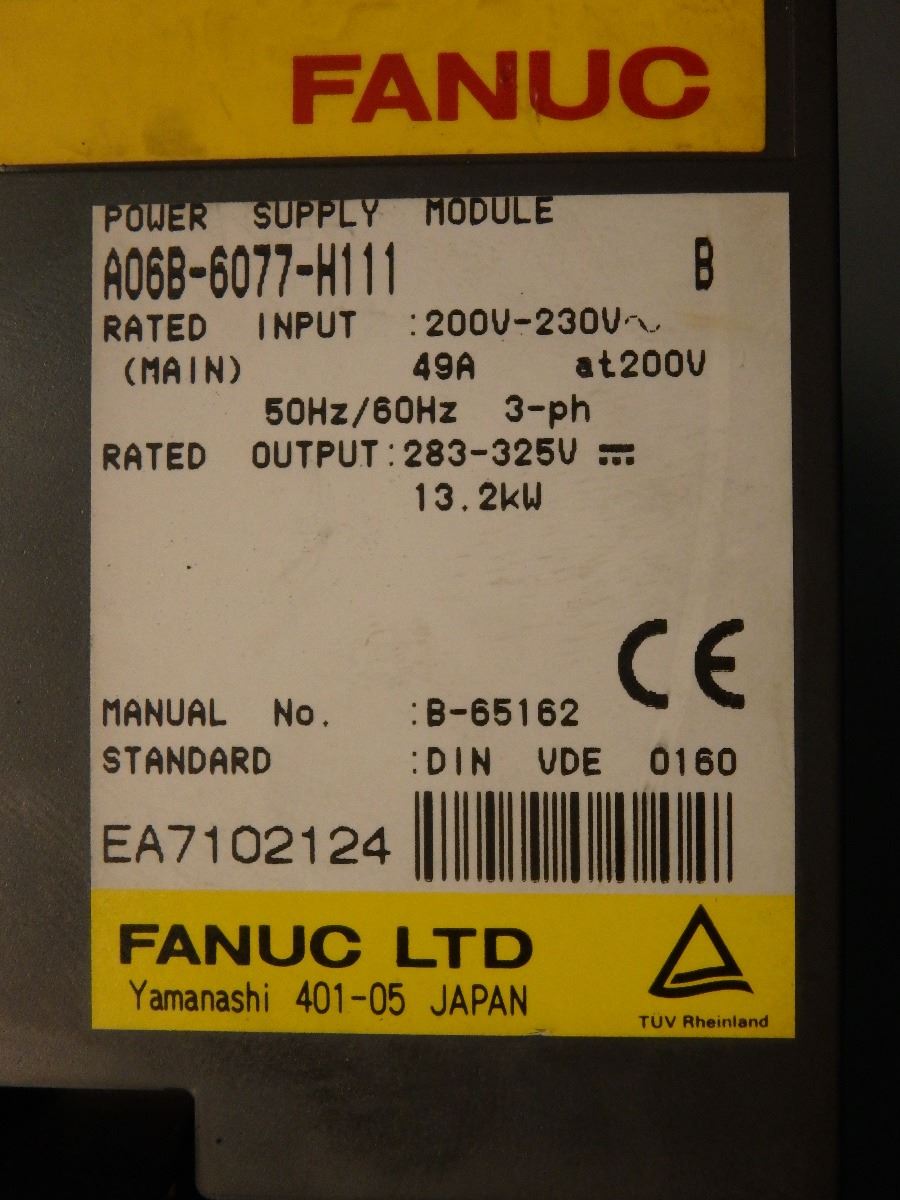 FANUC
POWER SUPPLY MODULE
A06B-6077-H111 B
RATED INPUT :200V-230V~
(MAIN) 49A at200V
50Hz/60Hz 3-ph
RATED OUTPUT:283-325V ⎓
13.2kW
CE
MANUAL No. :B-65162
STANDARD :DIN VDE 0160
EA7102124
FANUC LTD
Yamanashi 401-05 JAPAN
TÜV Rheinland